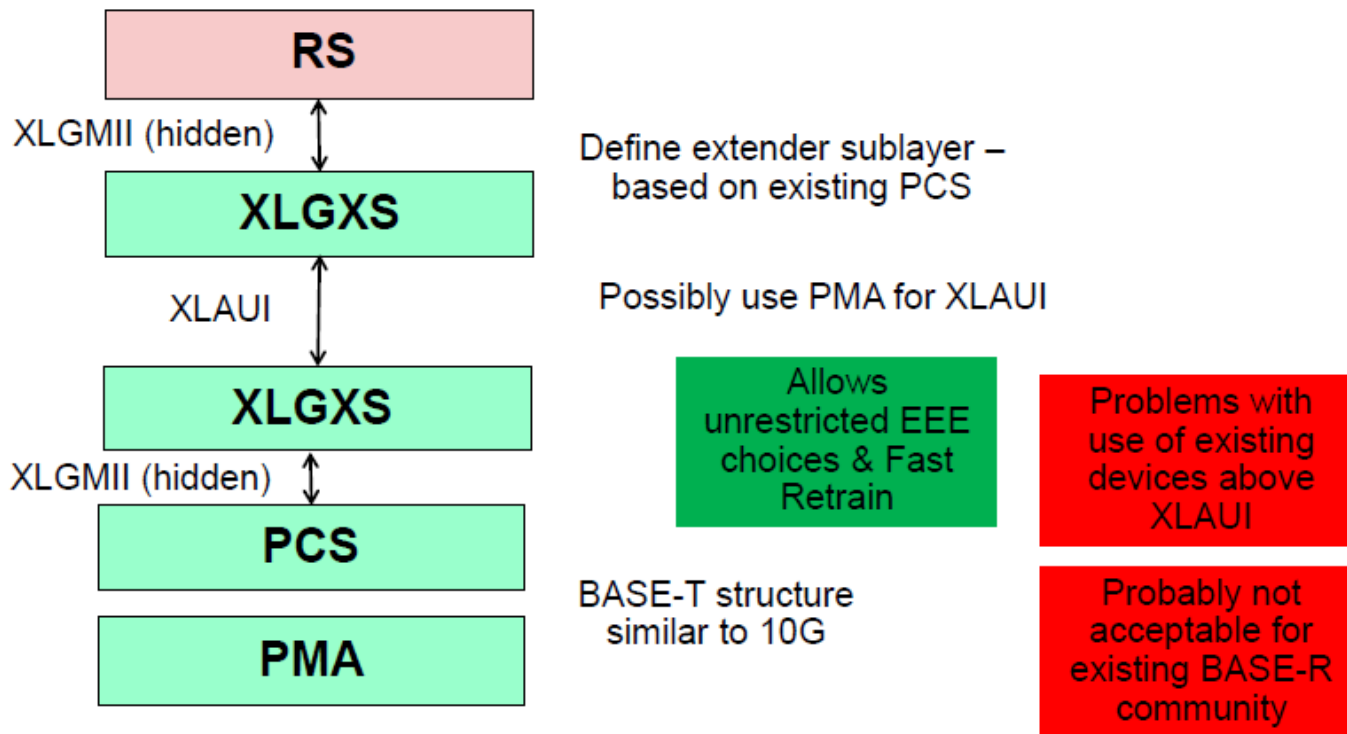 RS
XLGMII (hidden)
Define extender sublayer –
based on existing PCS
XLGXS
XLAUI
Possibly use PMA for XLAUI
XLGXS
Allows
unrestricted EEE
choices & Fast
Retrain
Problems with
use of existing
devices above
XLAUI
XLGMII (hidden)
PCS
BASE-T structure
similar to 10G
PMA
Probably not
acceptable for
existing BASE-R
community